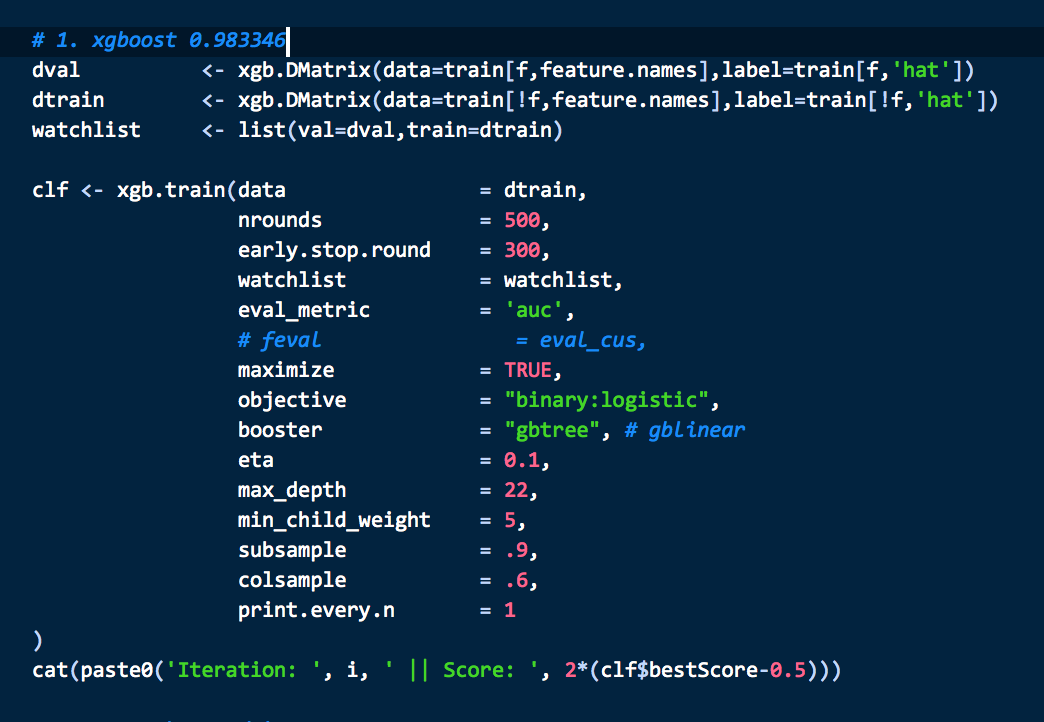 # 1. xgboost 0.983346
dval <- xgb.DMatrix(data=train[f,feature.names],label=train[f,'hat'])
dtrain <- xgb.DMatrix(data=train[!f,feature.names],label=train[!f,'hat'])
watchlist <- list(val=dval,train=dtrain)
clf <- xgb.train(data = dtrain,
nrounds = 500,
early.stop.round = 300,
watchlist = watchlist,
eval_metric = 'auc',
# feval = eval_cus,
maximize = TRUE,
objective = "binary:logistic",
booster = "gbtree", # gblinear
eta = 0.1,
max_depth = 22,
min_child_weight = 5,
subsample = .9,
colsample = .6,
print.every.n = 1
)
cat(paste0('Iteration: ', i, ' || Score: ', 2*(clf$bestScore-0.5)))